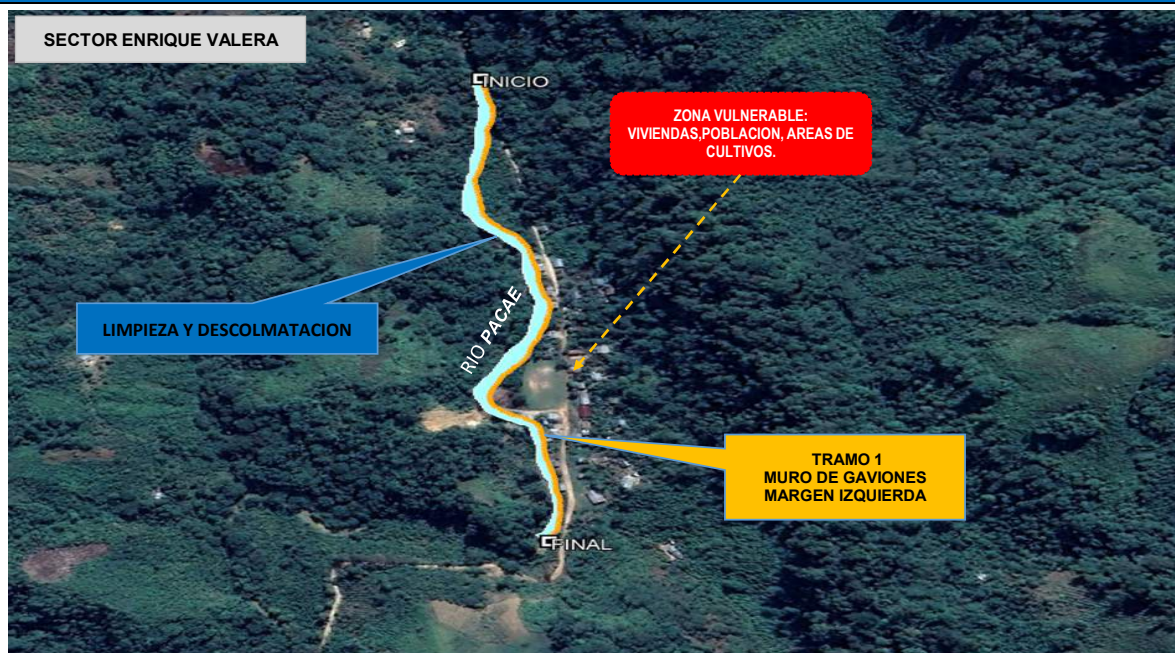 SECTOR ENRIQUE VALERA
INICIO
ZONA VULNERABLE:
VIVIENDAS,POBLACION, AREAS DE
CULTIVOS.
LIMPIEZA Y DESCOLMATACION
RIO PACAE
TRAMO 1
MURO DE GAVIONES
MARGEN IZQUIERDA
FINAL